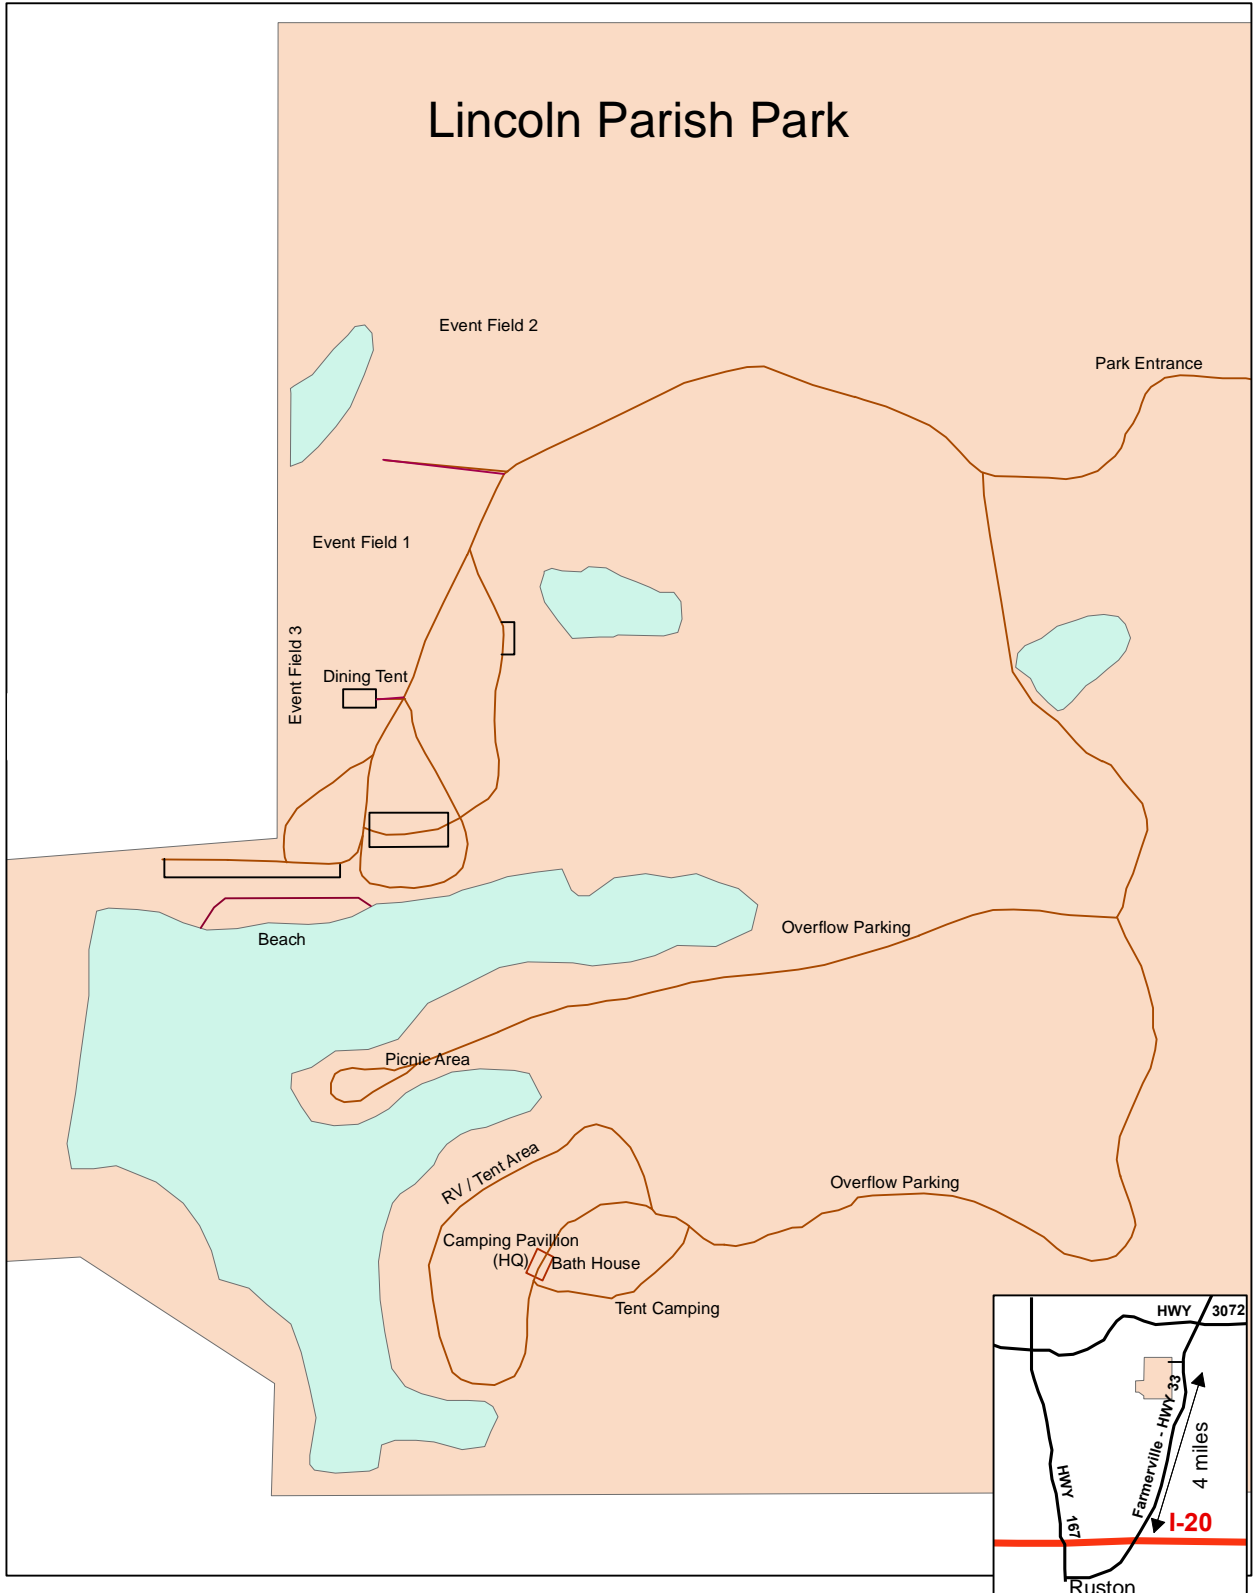 Lincoln Parish Park
Event Field 2
Park Entrance
Event Field 1
Event Field 3
Dining Tent
Overflow Parking
Beach
Picnic Area
RV / Tent Area
Overflow Parking
Camping Pavillion
(HQ)
Bath House
Tent Camping
HWY 3072
Farmerville - HWY 33
4 miles
HWY 167
I-20
Ruston